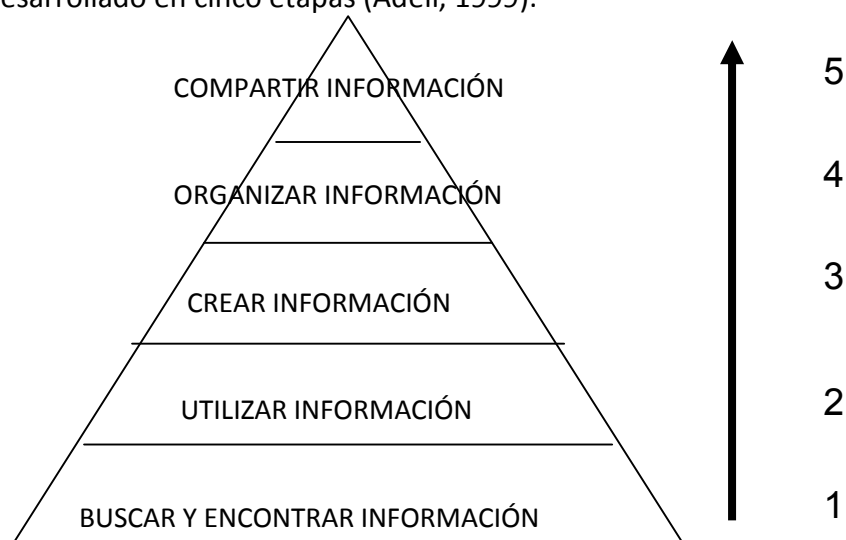 desarrollado en cinco etapas (Adell, 1999).
COMPARTIR INFORMACIÓN
5
ORGANIZAR INFORMACIÓN
4
CREAR INFORMACIÓN
3
UTILIZAR INFORMACIÓN
2
BUSCAR Y ENCONTRAR INFORMACIÓN
1